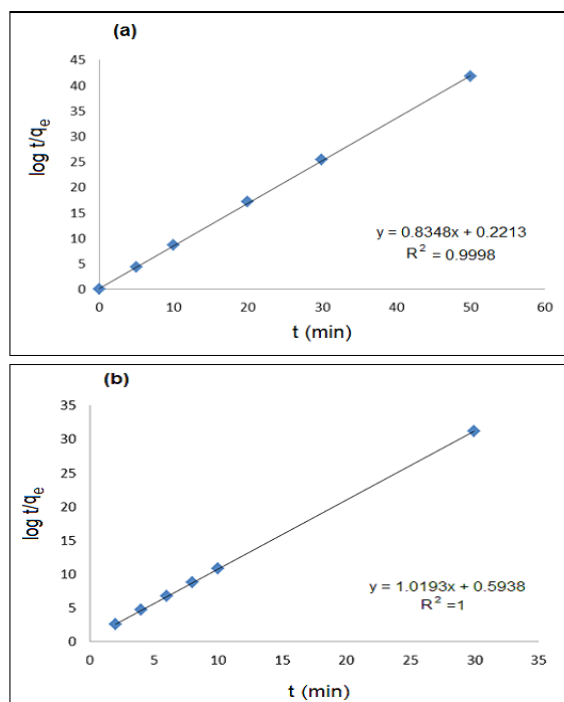 (a)
45
40
35
30
25
20
15
10
5
0
log t/qₑ
y = 0.8348x + 0.2213
R² = 0.9998
0 10 20 30 40 50 60
t (min)
(b)
35
30
25
20
15
10
5
0
log t/qₑ
y = 1.0193x + 0.5938
R² =1
0 5 10 15 20 25 30 35
t (min)